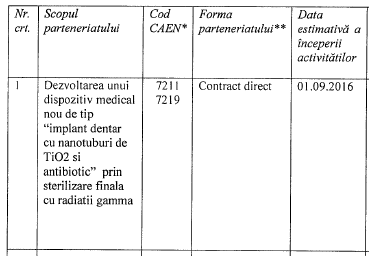 Nr. crt.
Scopul parteneriatului
Cod CAEN*
Forma parteneriatului**
Data estimativă a începerii activităților
1
Dezvoltarea unui
dispozitiv medical
nou de tip
“implant dentar
cu nanotuburi de
TiO2 si
antibiotic” prin
sterilizare finala
cu radiatii gamma
7211
7219
Contract direct
01.09.2016